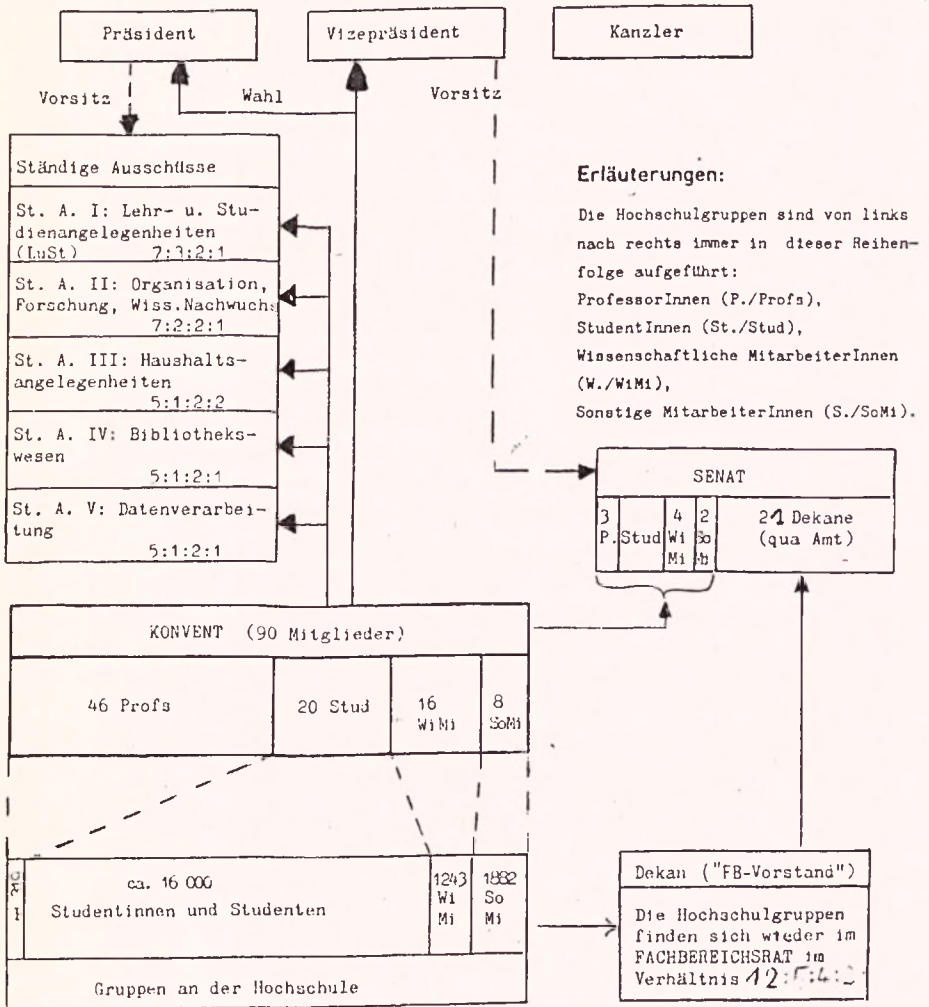 Präsident
Vizepräsident
Kanzler
Vorsitz
Wahl
Vorsitz
Ständige Ausschüsse
St. A. I: Lehr- u. Stu-
dienangelegenheiten
(LuSt) 7:3:2:1
St. A. II: Organisation,
Forschung, Wiss.Nachwuchs
7:2:2:1
St. A. III: Haushalts-
angelegenheiten
5:1:2:2
St. A. IV: Bibliotheks-
wesen
5:1:2:1
St. A. V: Datenverarbei-
tung
5:1:2:1
Erläuterungen:
Die Hochschulgruppen sind von links
nach rechts immer in dieser Reihen-
folge aufgeführt:
ProfessorInnen (P./Profs),
StudentInnen (St./Stud),
Wissenschaftliche MitarbeiterInnen
(W./WiMi),
Sonstige MitarbeiterInnen (S./SoMi).
SENAT
3
P.
Stud
4
Wi
Mi
2
So
21 Dekane
(qua Amt)
KONVENT (90 Mitglieder)
46 Profs
20 Stud
16
WiMi
8
SoMi
ca. 16 000
Studentinnen und Studenten
1243
Wi
Mi
1882
So
Mi
Gruppen an der Hochschule
Dekan ("FB-Vorstand")
Die Hochschulgruppen
finden sich wieder im
FACHBEREICHSRAT im
Verhältnis 12:5:4: